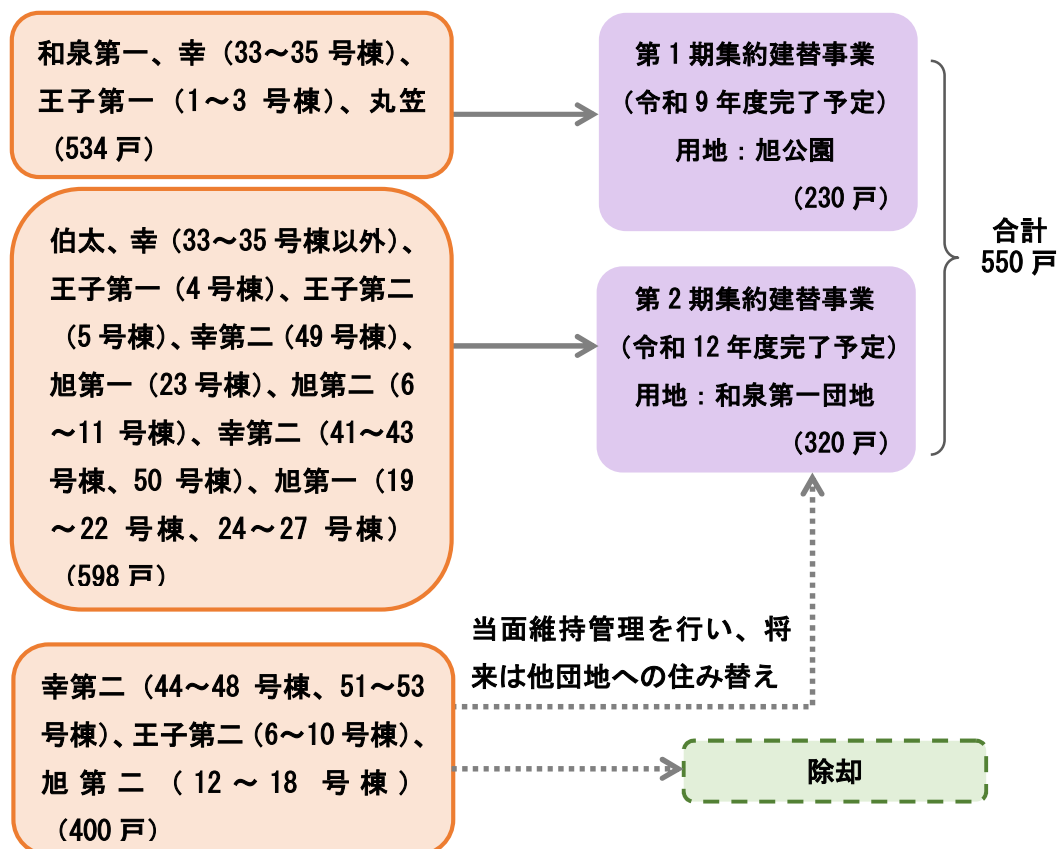 和泉第一、幸（33～35 号棟）、
王子第一（1～3 号棟）、丸笠
（534 戸）
第１期集約建替事業
（令和 9 年度完了予定）
用地：旭公園
（230 戸）
伯太、幸（33～35 号棟以外）、
王子第一（4 号棟）、王子第二
（5 号棟）、幸第二（49 号棟）、
旭第一（23 号棟）、旭第二（6
～11 号棟）、幸第二（41～43
号棟、50 号棟）、旭第一（19
～22 号棟、24～27 号棟）
（598 戸）
第２期集約建替事業
（令和 12 年度完了予定）
用地：和泉第一団地
（320 戸）
合計
550 戸
当面維持管理を行い、将
来は他団地への住み替え
幸第二（44～48 号棟、51～53
号棟）、王子第二（6～10 号棟）、
旭第二（12～18 号棟）
（400 戸）
除却